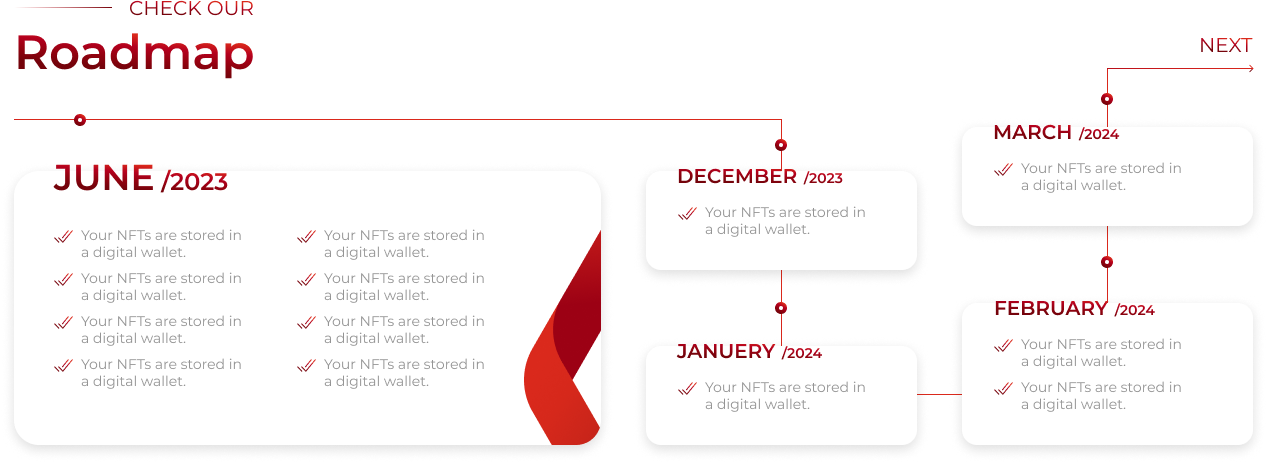 CHECK OUR
Roadmap
NEXT
JUNE /2023
Your NFTs are stored in
a digital wallet.
Your NFTs are stored in
a digital wallet.
Your NFTs are stored in
a digital wallet.
Your NFTs are stored in
a digital wallet.
Your NFTs are stored in
a digital wallet.
Your NFTs are stored in
a digital wallet.
Your NFTs are stored in
a digital wallet.
Your NFTs are stored in
a digital wallet.
DECEMBER /2023
Your NFTs are stored in
a digital wallet.
JANUERY /2024
Your NFTs are stored in
a digital wallet.
FEBRUARY /2024
Your NFTs are stored in
a digital wallet.
Your NFTs are stored in
a digital wallet.
MARCH /2024
Your NFTs are stored in
a digital wallet.